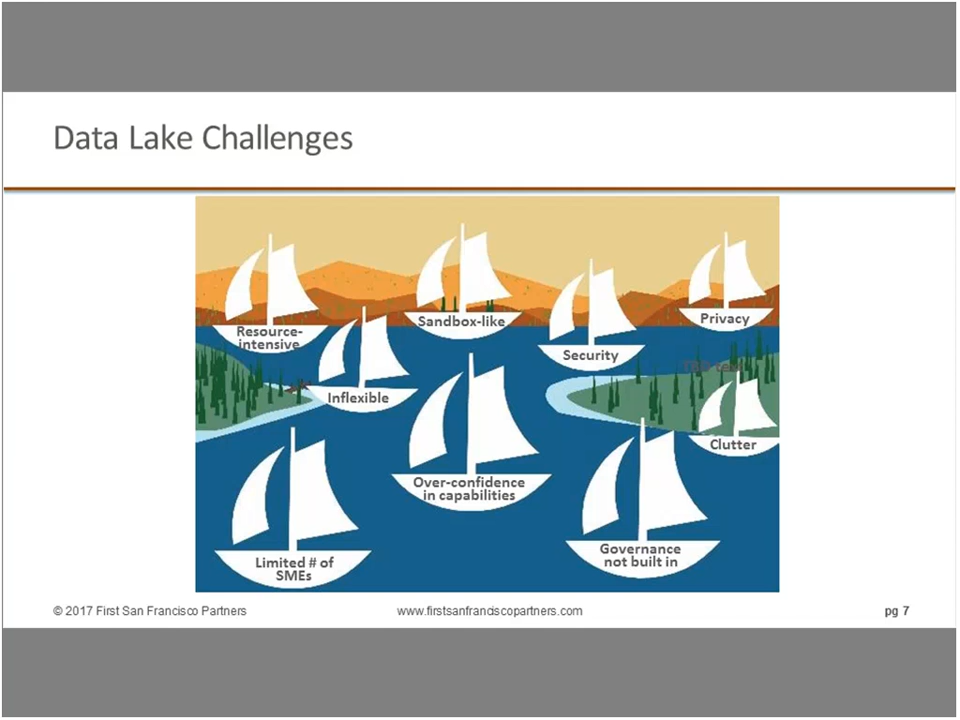 Data Lake Challenges
Resource-
intensive
Sandbox-like
Privacy
Security
Inflexible
Clutter
Over-confidence
in capabilities
Limited # of
SMEs
Governance
not built in
© 2017 First San Francisco Partners
www.firstsanfranciscopartners.com
pg 7